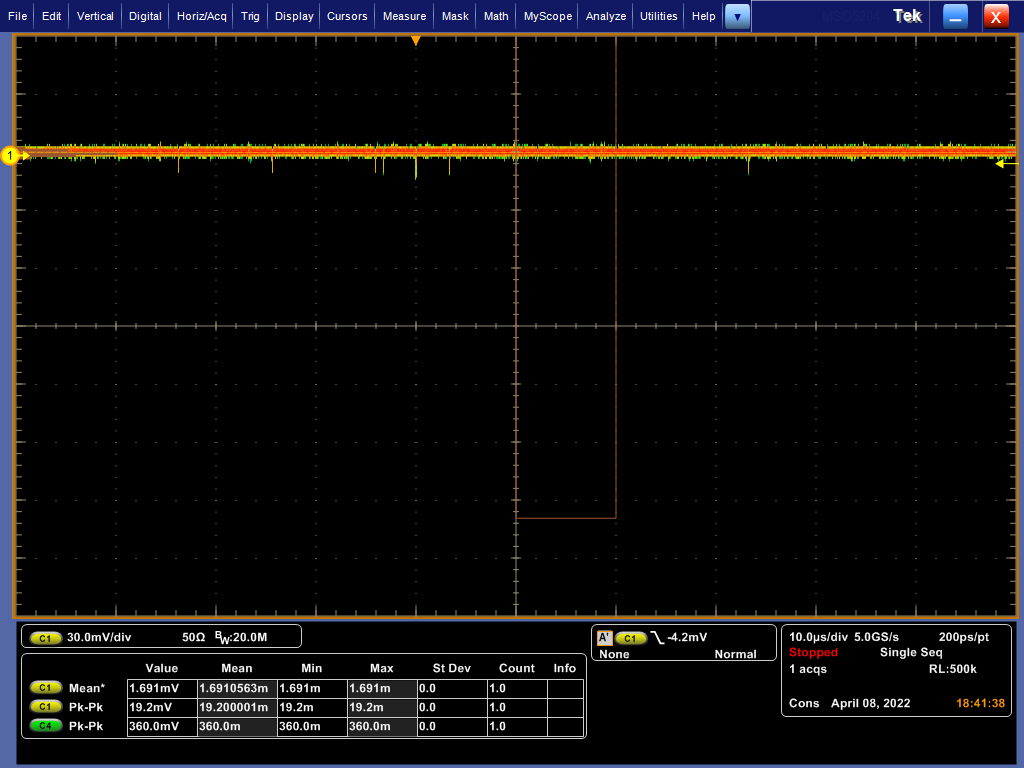 File Edit Vertical Digital Horiz/Acq Trig Display Cursors Measure Mask Math MyScope Analyze Utilities Help Tek X
1
C1 30.0mV/div 50Ω BW:20.0M
A' C1 -4.2mV
None Normal
10.0µs/div 5.0GS/s 200ps/pt
Stopped Single Seq
1 acqs RL:500k
Cons April 08, 2022 18:41:38
Value Mean Min Max St Dev Count Info
C1 Mean* 1.691mV 1.6910563m 1.691m 1.691m 0.0 1.0
C1 Pk-Pk 19.2mV 19.200001m 19.2m 19.2m 0.0 1.0
C4 Pk-Pk 360.0mV 360.0m 360.0m 360.0m 0.0 1.0